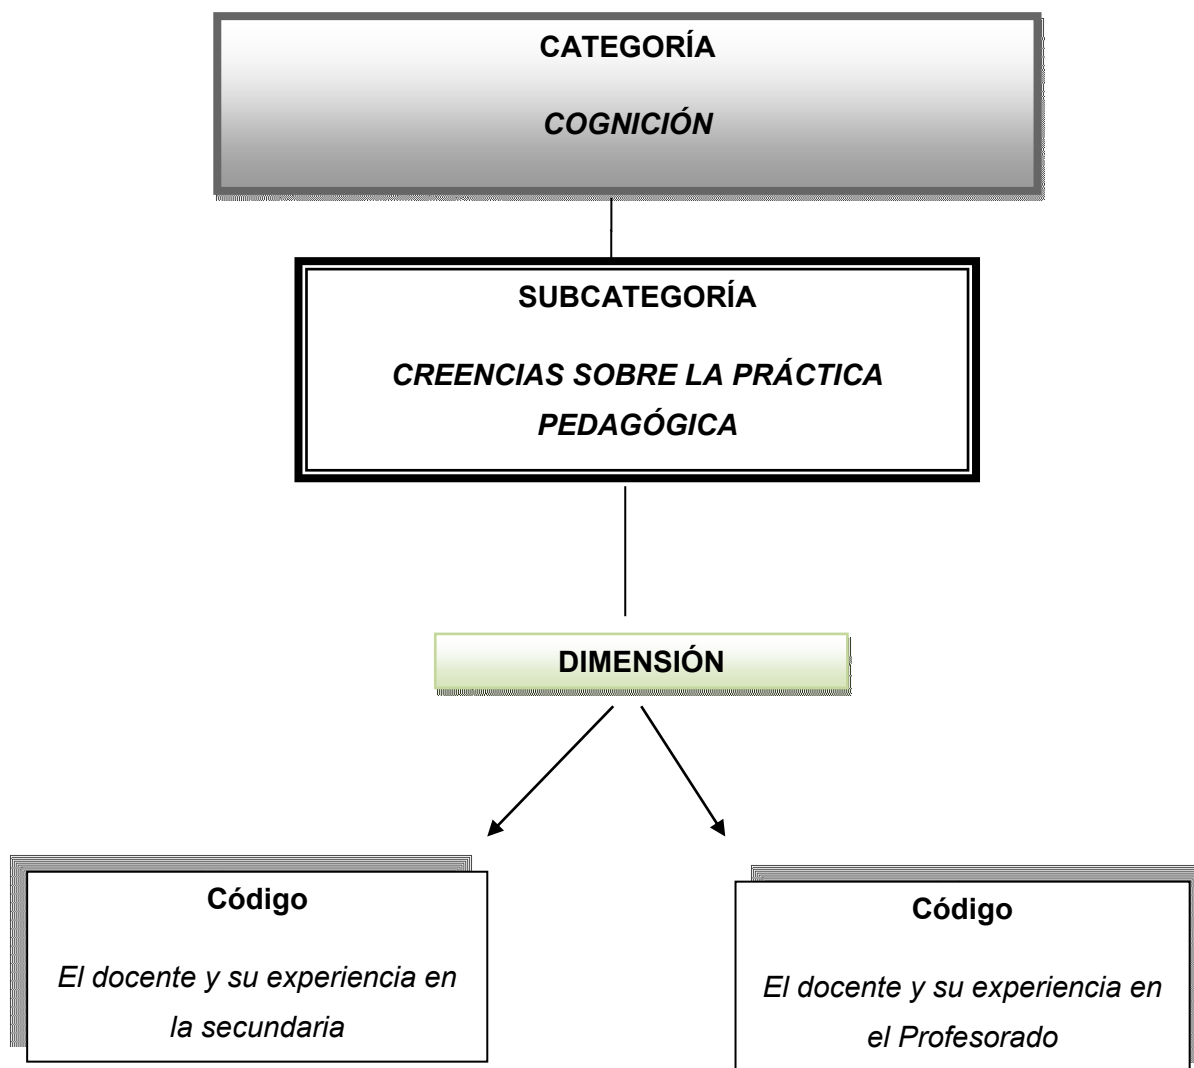 CATEGORÍA
COGNICIÓN
SUBCATEGORÍA
CREENCIAS SOBRE LA PRÁCTICA
PEDAGÓGICA
DIMENSIÓN
Código
El docente y su experiencia en
la secundaria
Código
El docente y su experiencia en
el Profesorado